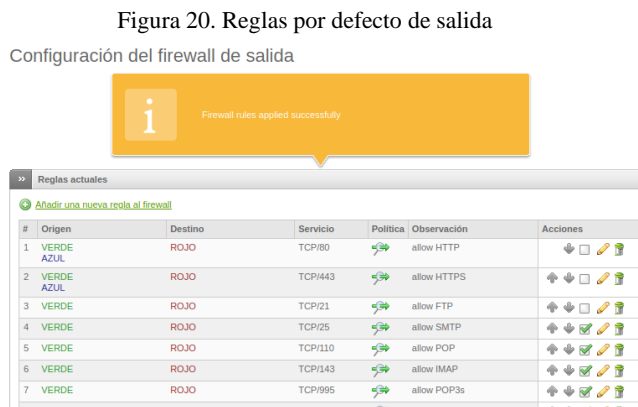 Figura 20. Reglas por defecto de salida
Configuración del firewall de salida
i
Firewall rules applied successfully
» Reglas actuales
Añadir una nueva regla al firewall
# Origen Destino Servicio Política Observación Acciones
1 VERDE ROJO TCP/80 allow HTTP
AZUL
2 VERDE ROJO TCP/443 allow HTTPS
AZUL
3 VERDE ROJO TCP/21 allow FTP
4 VERDE ROJO TCP/25 allow SMTP
5 VERDE ROJO TCP/110 allow POP
6 VERDE ROJO TCP/143 allow IMAP
7 VERDE ROJO TCP/995 allow POP3s